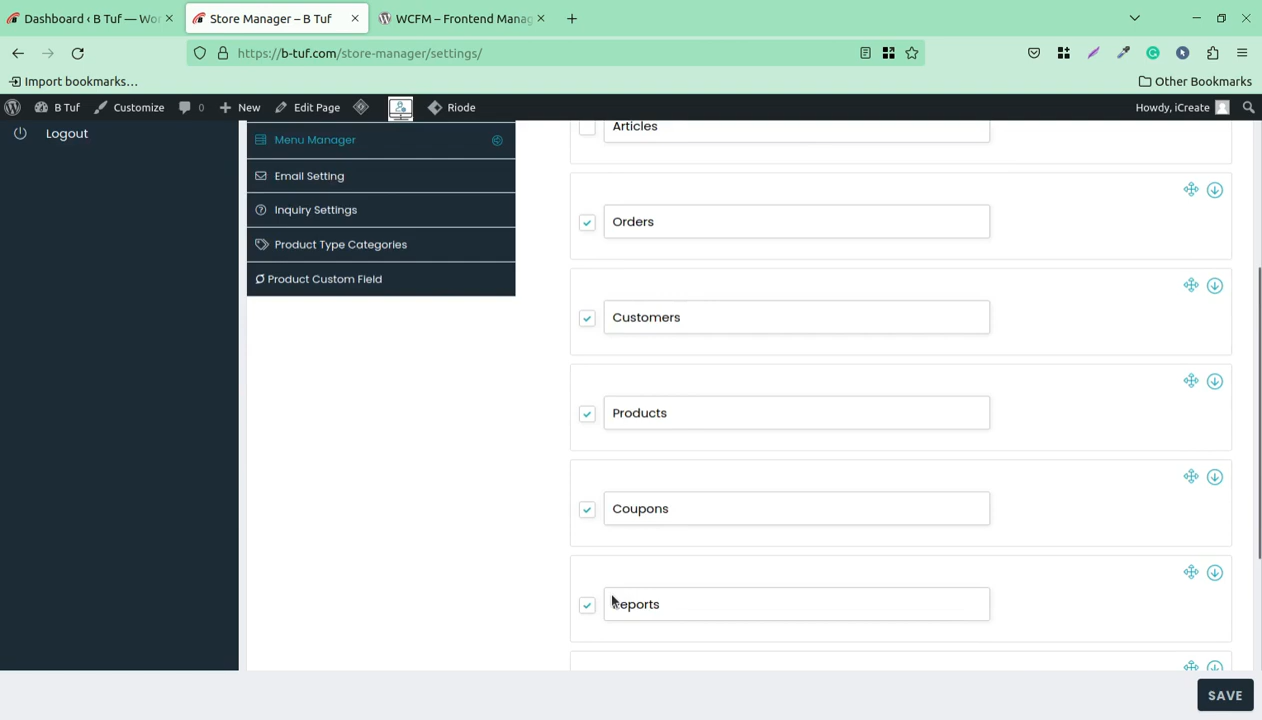 Dashboard ‹ B Tuf — Wo
Store Manager – B Tuf
WCFM – Frontend Manag
https://b-tuf.com/store-manager/settings/
Import bookmarks…
Other Bookmarks
B Tuf
Customize
0
New
Edit Page
Riode
Howdy, iCreate
Logout
Menu Manager
Email Setting
Inquiry Settings
Product Type Categories
Product Custom Field
Articles
Orders
Customers
Products
Coupons
Reports
SAVE